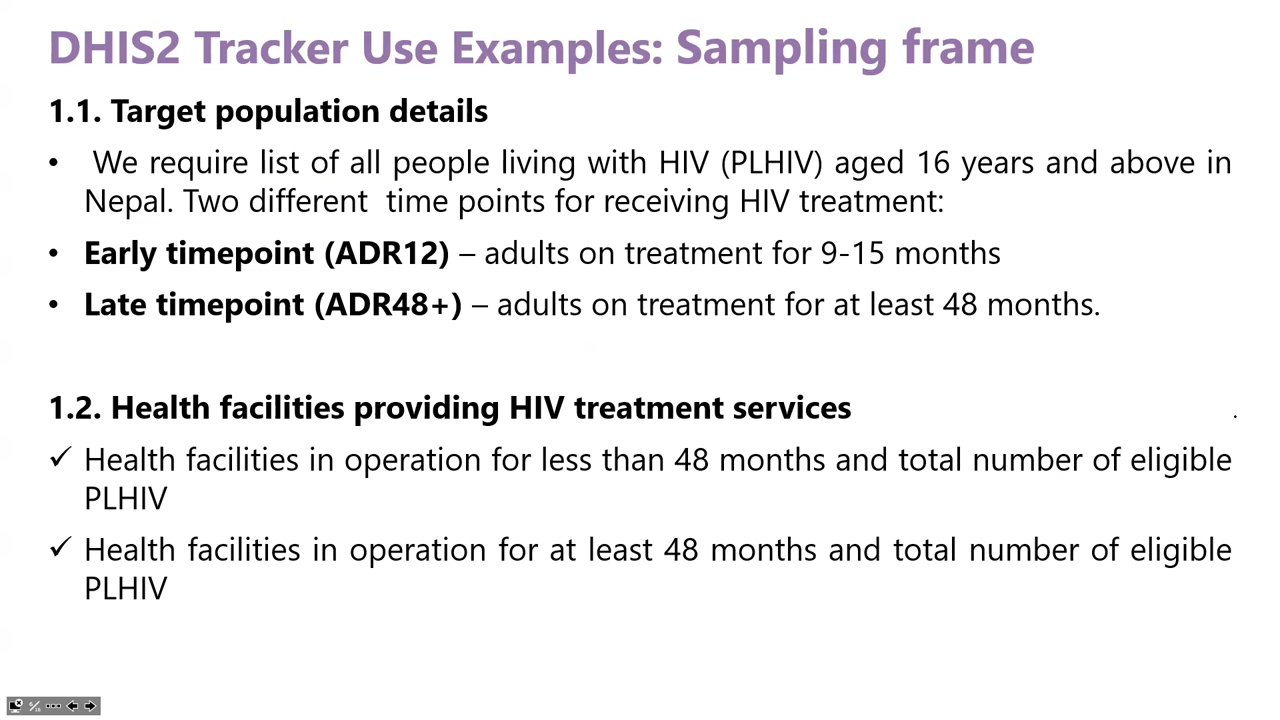 DHIS2 Tracker Use Examples: Sampling frame
1.1. Target population details
• We require list of all people living with HIV (PLHIV) aged 16 years and above in
Nepal. Two different time points for receiving HIV treatment:
• Early timepoint (ADR12) – adults on treatment for 9-15 months
• Late timepoint (ADR48+) – adults on treatment for at least 48 months.
1.2. Health facilities providing HIV treatment services
✓ Health facilities in operation for less than 48 months and total number of eligible
PLHIV
✓ Health facilities in operation for at least 48 months and total number of eligible
PLHIV